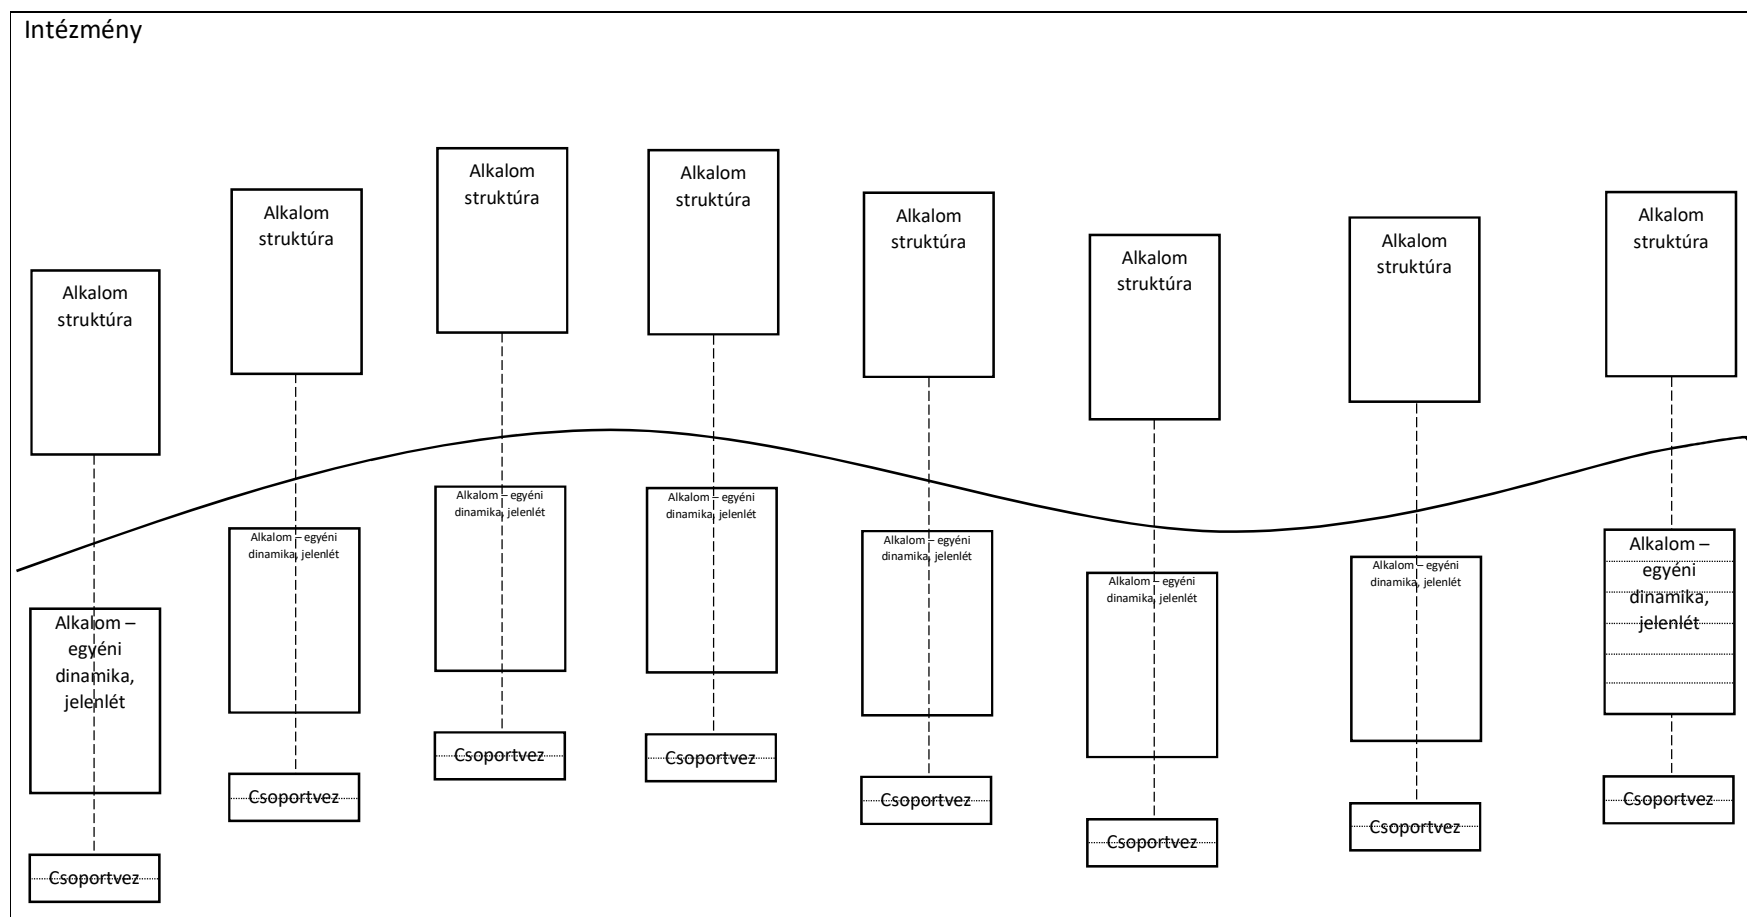 Intézmény
Alkalom
struktúra
Alkalom –
egyéni
dinamika,
jelenlét
Csoportvez
Alkalom
struktúra
Alkalom – egyéni
dinamika, jelenlét
Csoportvez
Alkalom
struktúra
Alkalom – egyéni
dinamika, jelenlét
Csoportvez
Alkalom
struktúra
Alkalom – egyéni
dinamika, jelenlét
Csoportvez
Alkalom
struktúra
Alkalom – egyéni
dinamika, jelenlét
Csoportvez
Alkalom
struktúra
Alkalom – egyéni
dinamika, jelenlét
Csoportvez
Alkalom
struktúra
Alkalom – egyéni
dinamika, jelenlét
Csoportvez
Alkalom
struktúra
Alkalom –
egyéni
dinamika,
jelenlét
Csoportvez